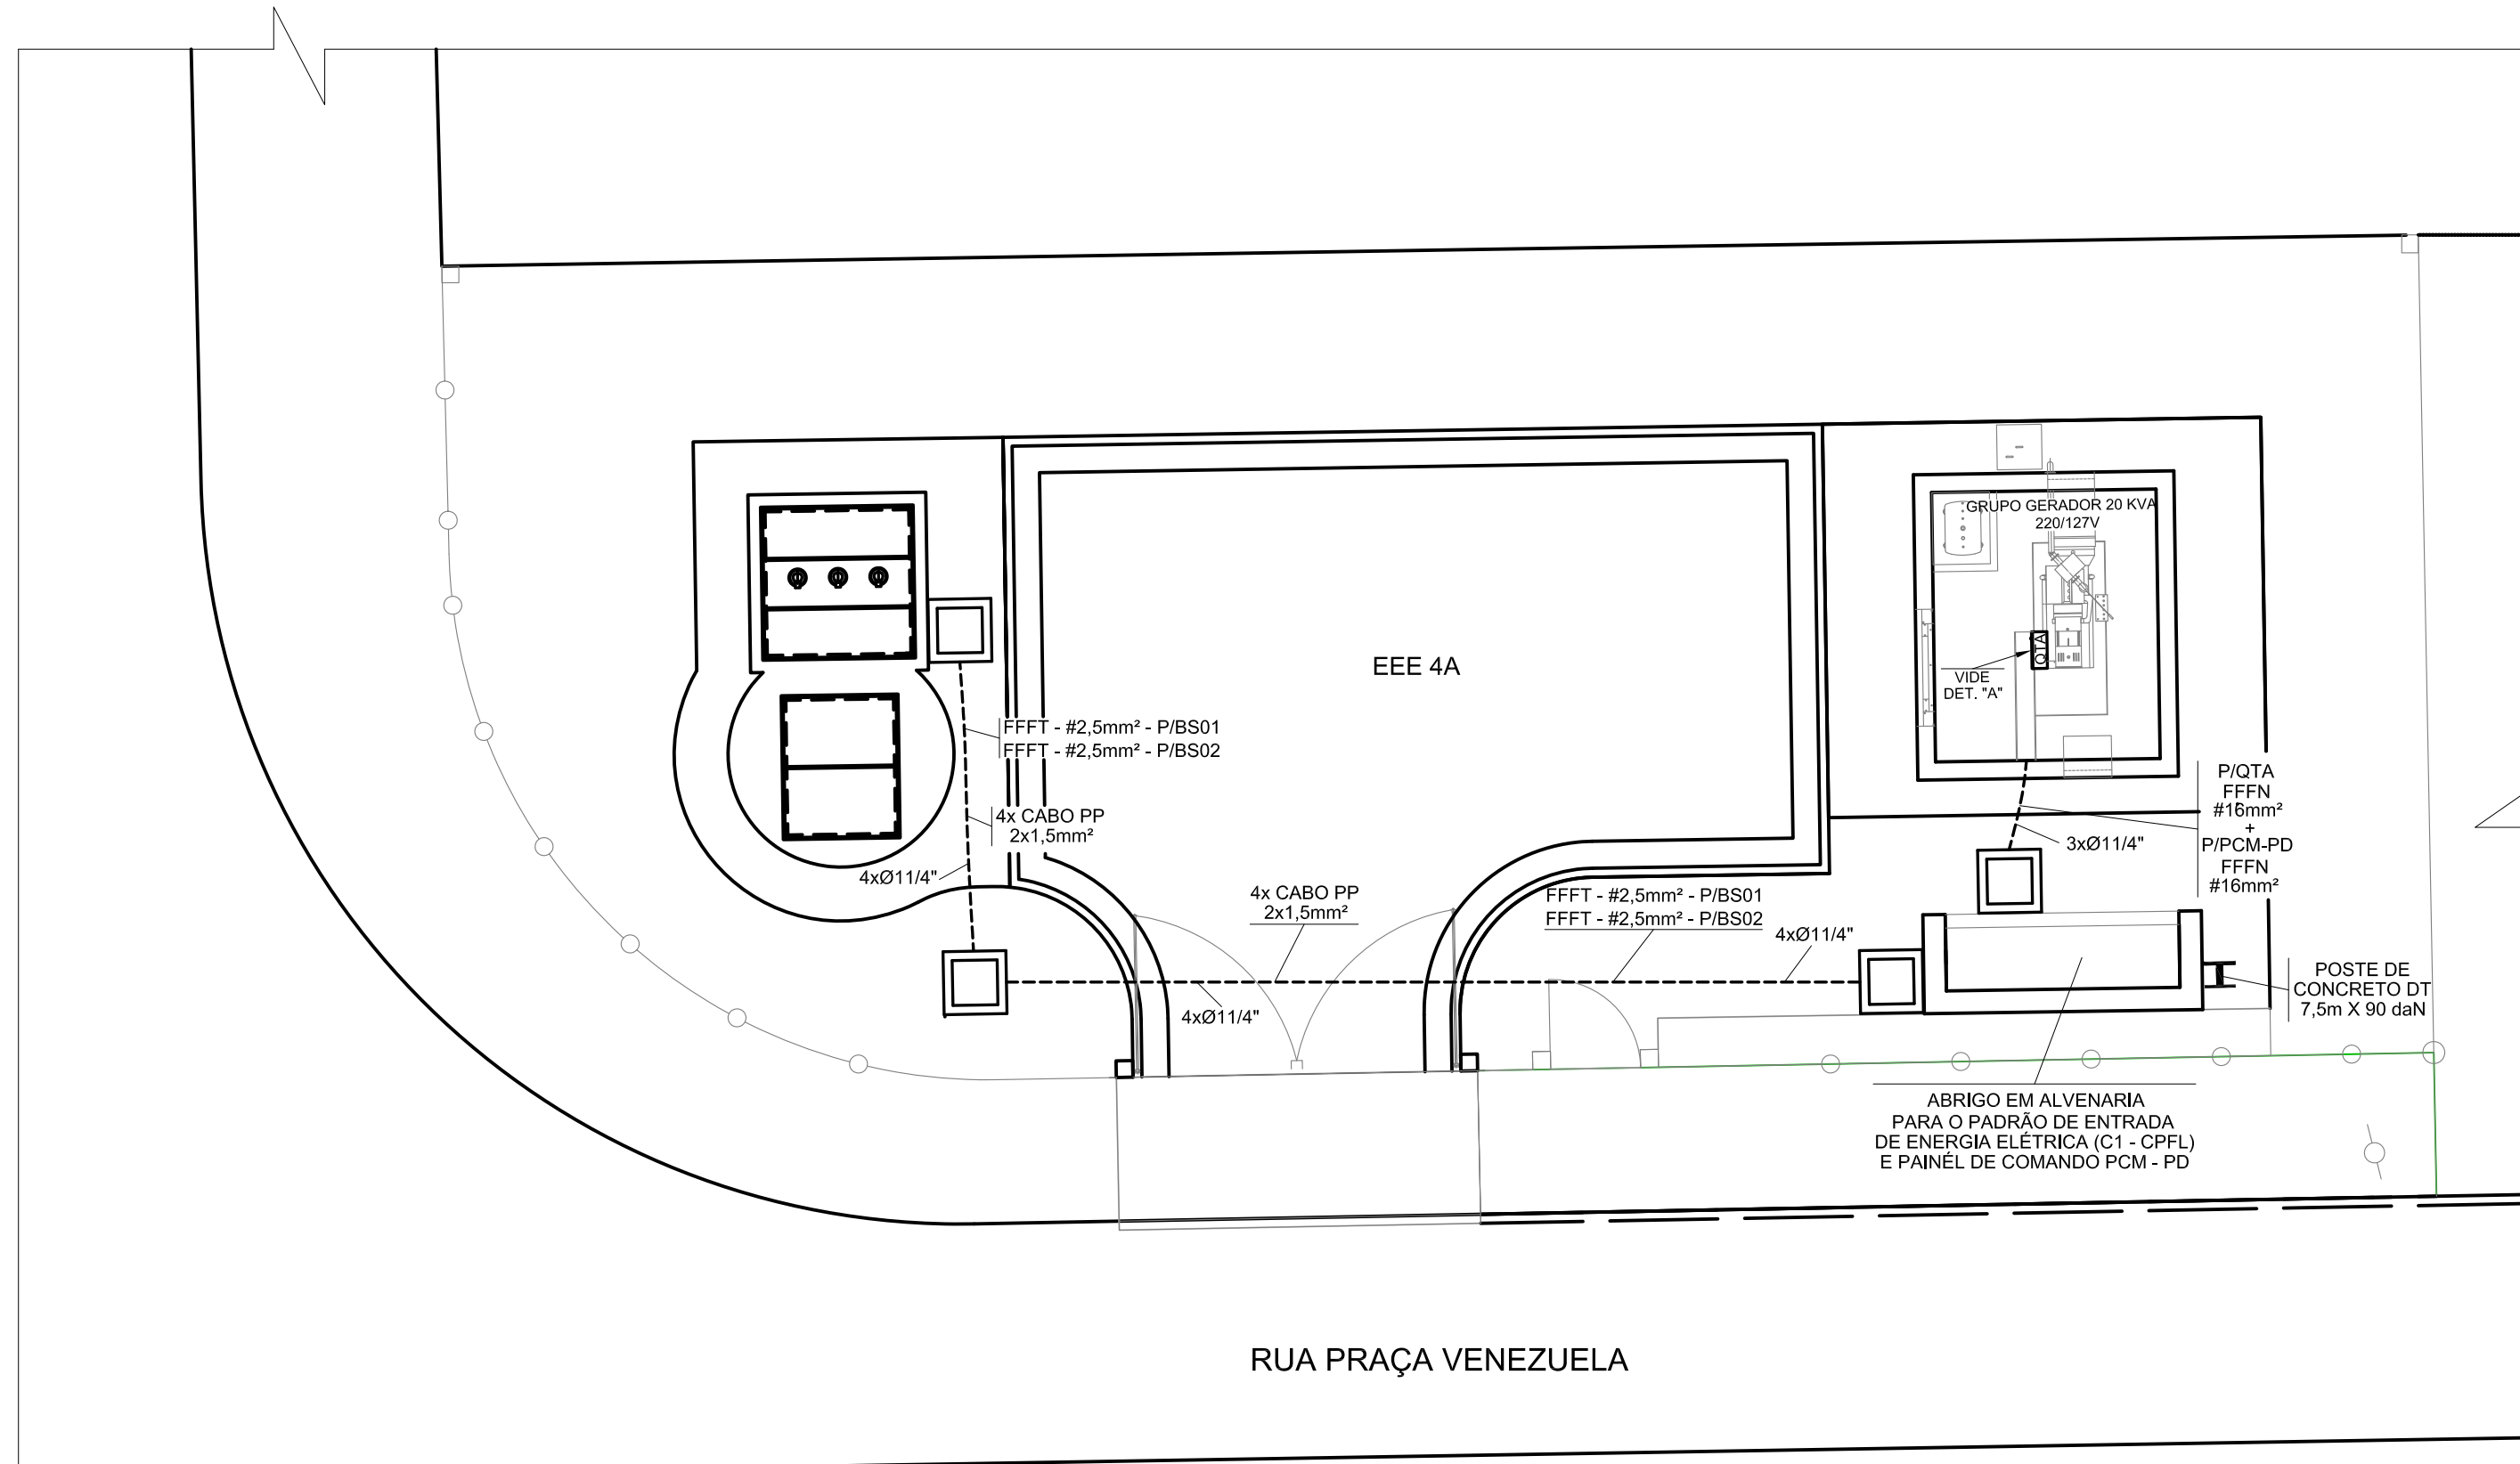 GRUPO GERADOR 20 KVA
220/127V
QTA
VIDE
DET. "A"
EEE 4A
FFFT - #2,5mm² - P/BS01
FFFT - #2,5mm² - P/BS02
4x CABO PP
2x1,5mm²
4xØ11/4"
P/QTA
FFFN
#16mm²
+
P/PCM-PD
FFFN
#16mm²
3xØ11/4"
4x CABO PP
2x1,5mm²
FFFT - #2,5mm² - P/BS01
FFFT - #2,5mm² - P/BS02
4xØ11/4"
4xØ11/4"
POSTE DE
CONCRETO DT
7,5m X 90 daN
ABRIGO EM ALVENARIA
PARA O PADRÃO DE ENTRADA
DE ENERGIA ELÉTRICA (C1 - CPFL)
E PAINÉL DE COMANDO PCM - PD
RUA PRAÇA VENEZUELA